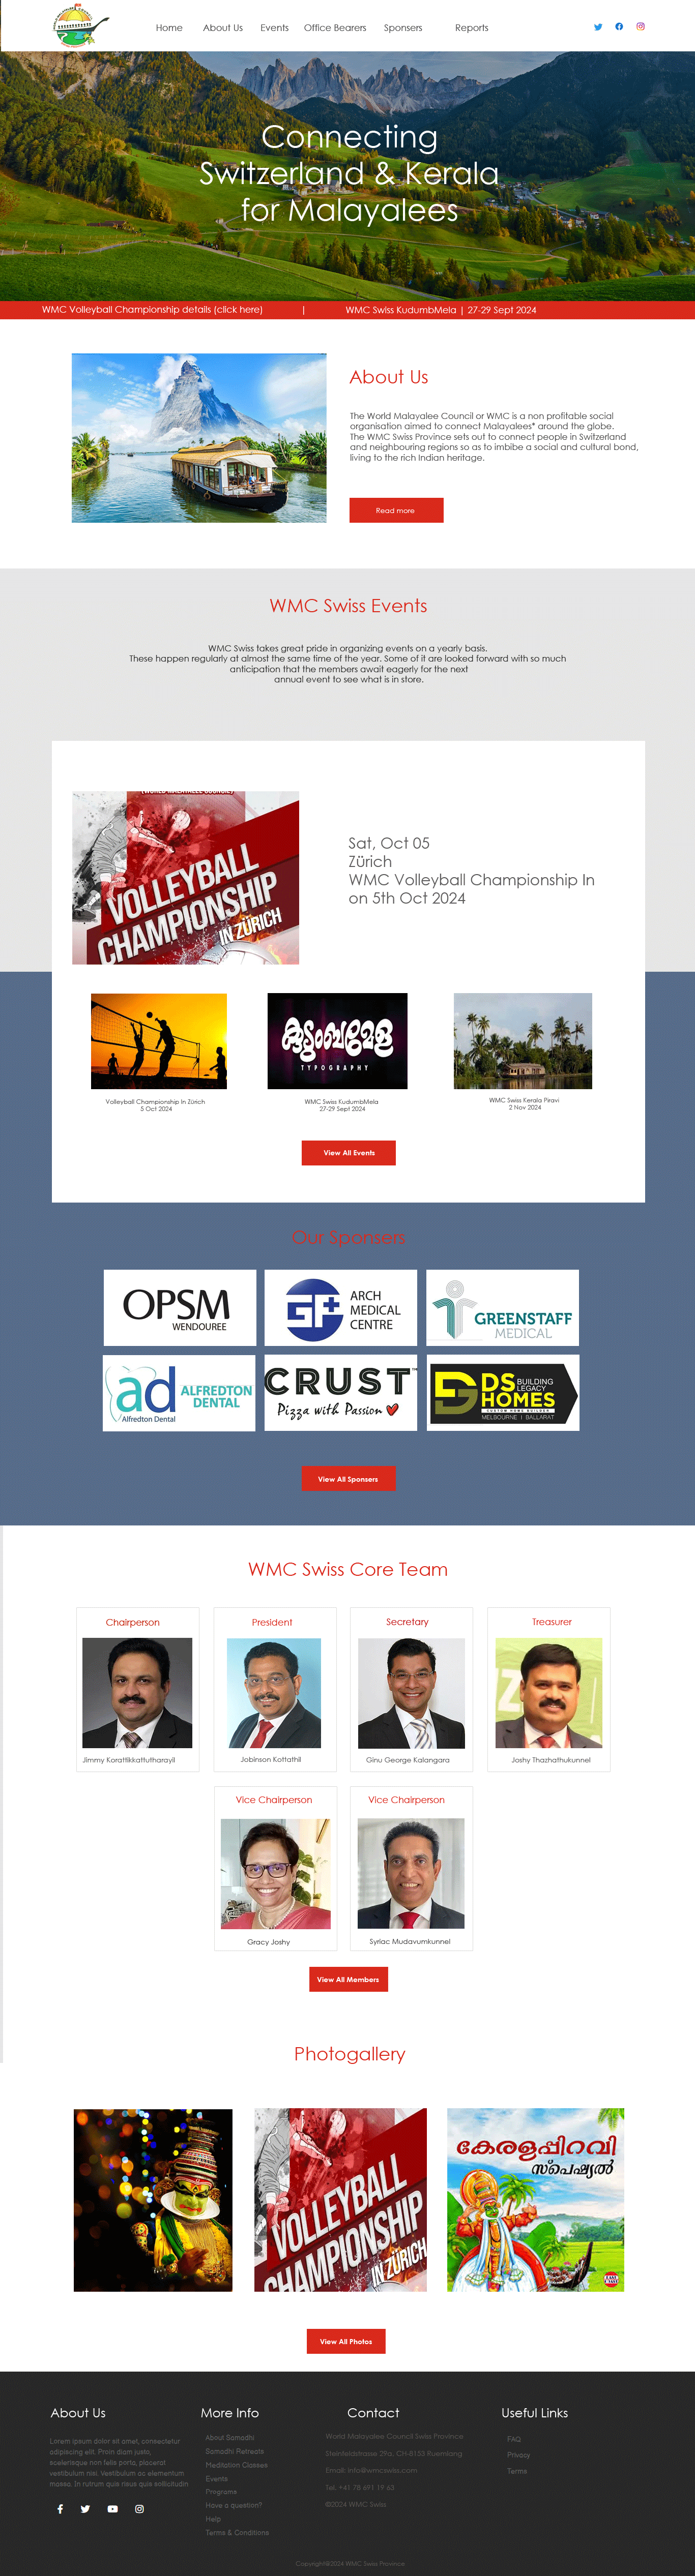 Home About Us Events Office Bearers Sponsers Reports
Connecting
Switzerland & Kerala
for Malayalees
WMC Volleyball Championship details (click here) | WMC Swiss KudumbMela | 27-29 Sept 2024
About Us
The World Malayalee Council or WMC is a non profitable social
organisation aimed to connect Malayalees* around the globe.
The WMC Swiss Province sets out to connect people in Switzerland
and neighbouring regions so as to imbibe a social and cultural bond,
living to the rich Indian heritage.
Read more
WMC Swiss Events
WMC Swiss takes great pride in organizing events on a yearly basis.
These happen regularly at almost the same time of the year. Some of it are looked forward with so much
anticipation that the members await eagerly for the next
annual event to see what is in store.
(WORLD MALAYALEE COUNCIL)
VOLLEYBALL
CHAMPIONSHIP
IN ZÜRICH
Sat, Oct 05
Zürich
WMC Volleyball Championship In
on 5th Oct 2024
കുടുംബമേള
TYPOGRAPHY
Volleyball Championship In Zürich
5 Oct 2024
WMC Swiss KudumbMela
27-29 Sept 2024
WMC Swiss Kerala Piravi
2 Nov 2024
View All Events
Our Sponsers
OPSM
WENDOUREE
GP+
ARCH
MEDICAL
CENTRE
GREENSTAFF
MEDICAL
ad
Alfredton Dental
ALFREDTON
DENTAL
CRUST™
Pizza with Passion
DS BUILDING
LEGACY
HOMES
CUSTOM HOME BUILDER
MELBOURNE | BALLARAT
View All Sponsers
WMC Swiss Core Team
Chairperson
Jimmy Korattikkattutharayil
President
Jobinson Kottathil
Secretary
Ginu George Kalangara
Treasurer
Joshy Thazhathukunnel
Vice Chairperson
Gracy Joshy
Vice Chairperson
Syriac Mudavumkunnel
View All Members
Photogallery
VOLLEYBALL
CHAMPIONSHIP
IN ZÜRICH
കേരളപ്പിറവി
സ്പെഷ്യൽ
View All Photos
About Us
Lorem ipsum dolor sit amet, consectetur
adipiscing elit. Proin diam justo,
scelerisque non felis porta, placerat
vestibulum nisi. Vestibulum ac elementum
massa. In rutrum quis risus quis sollicitudin
More Info
About Samadhi
Samadhi Retreats
Meditation Classes
Events
Programs
Have a question?
Help
Terms & Conditions
Contact
World Malayalee Council Swiss Province
Steinfeldstrasse 29a, CH-8153 Ruemlang
Email: info@wmcswiss.com
Tel. +41 78 691 19 63
©2024 WMC Swiss
Useful Links
FAQ
Privacy
Terms
Copyright@2024 WMC Swiss Province